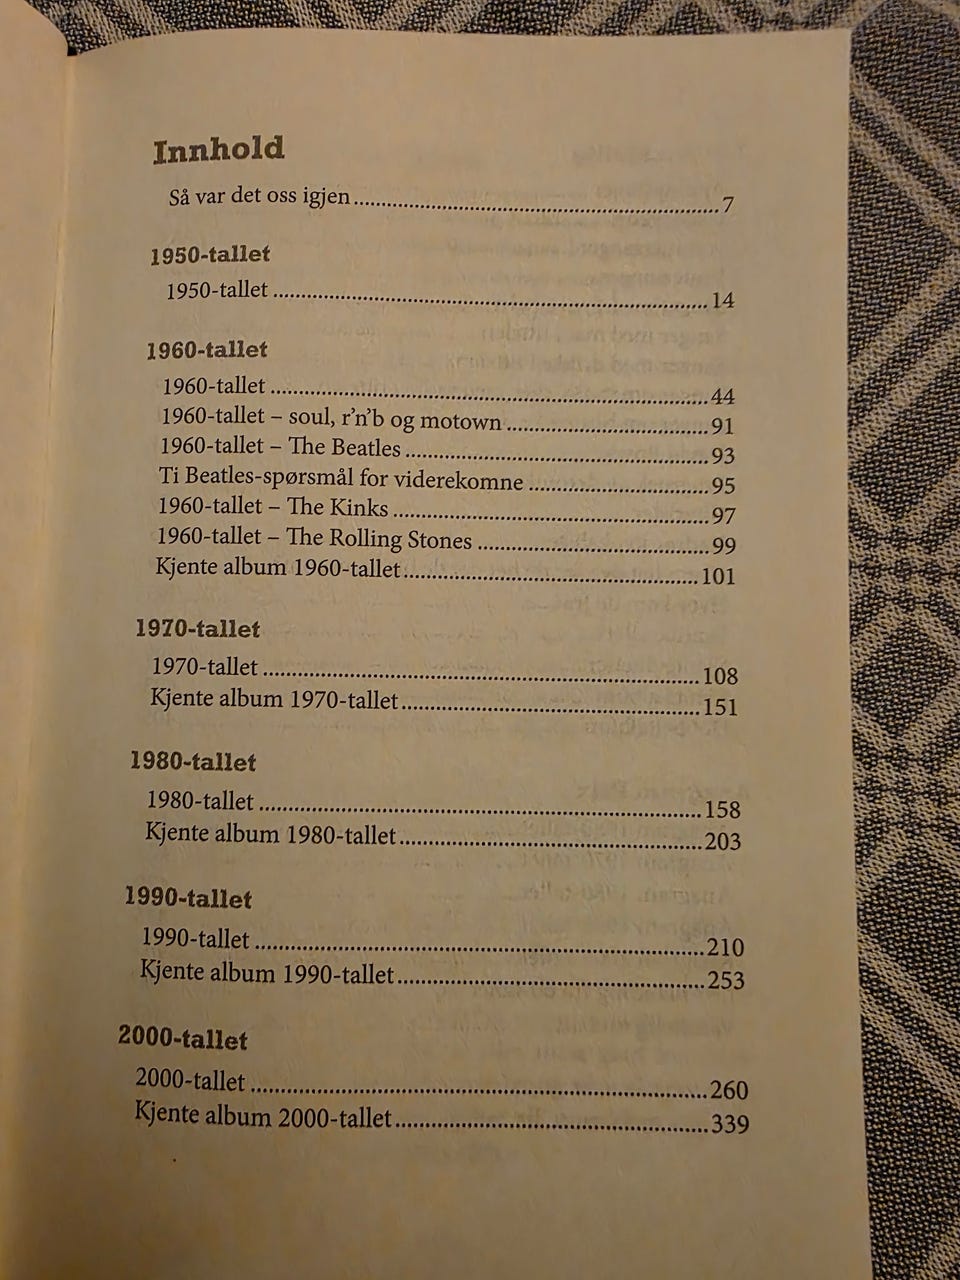 Innhold
Så var det oss igjen 7
1950-tallet
1950-tallet 14
1960-tallet
1960-tallet 44
1960-tallet – soul, r'n'b og motown 91
1960-tallet – The Beatles 93
Ti Beatles-spørsmål for viderekomne 95
1960-tallet – The Kinks 97
1960-tallet – The Rolling Stones 99
Kjente album 1960-tallet 101
1970-tallet
1970-tallet 108
Kjente album 1970-tallet 151
1980-tallet
1980-tallet 158
Kjente album 1980-tallet 203
1990-tallet
1990-tallet 210
Kjente album 1990-tallet 253
2000-tallet
2000-tallet 260
Kjente album 2000-tallet 339